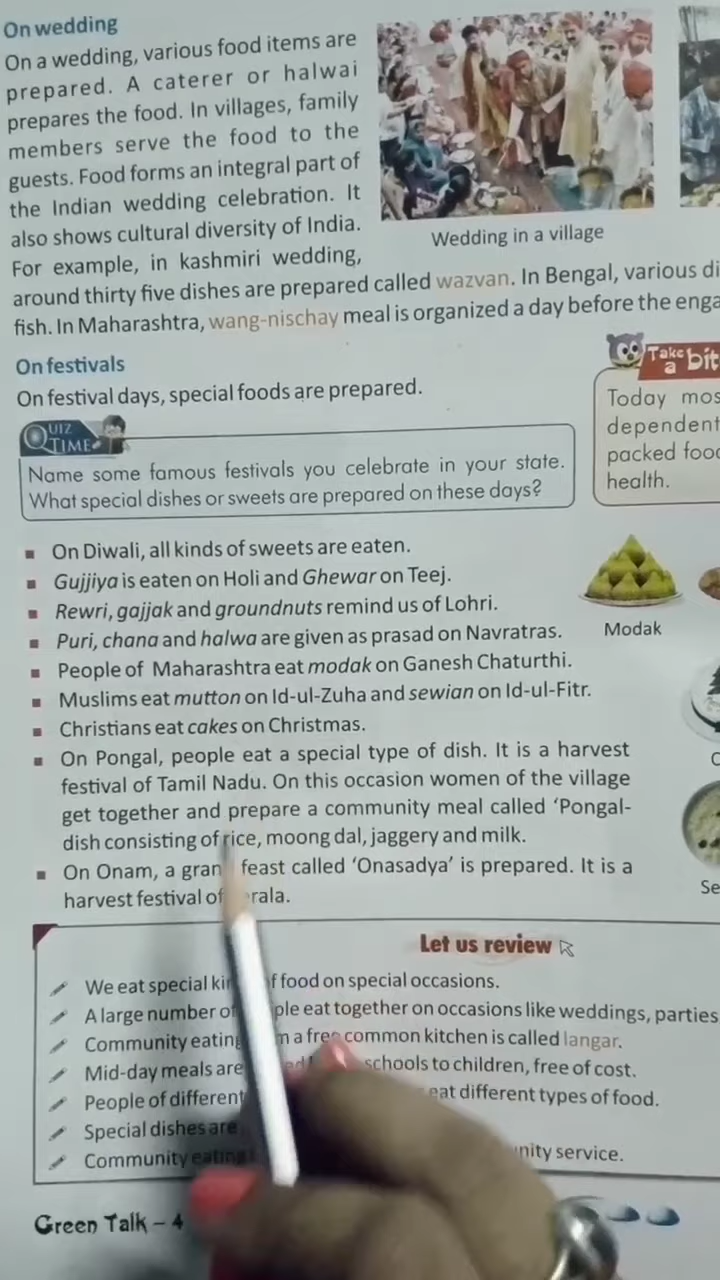 On wedding
On a wedding, various food items are
prepared. A caterer or halwai
prepares the food. In villages, family
members serve the food to the
guests. Food forms an integral part of
the Indian wedding celebration. It
also shows cultural diversity of India.
For example, in kashmiri wedding,
around thirty five dishes are prepared called wazvan. In Bengal, various di
fish. In Maharashtra, wang-nischay meal is organized a day before the enga
Wedding in a village
On festivals
On festival days, special foods are prepared.
Take a bit
Today mos
dependent
packed food
health.
QUIZ TIME
Name some famous festivals you celebrate in your state.
What special dishes or sweets are prepared on these days?
On Diwali, all kinds of sweets are eaten.
Gujjiya is eaten on Holi and Ghewar on Teej.
Rewri, gajjak and groundnuts remind us of Lohri.
Puri, chana and halwa are given as prasad on Navratras.
People of Maharashtra eat modak on Ganesh Chaturthi.
Muslims eat mutton on Id-ul-Zuha and sewian on Id-ul-Fitr.
Christians eat cakes on Christmas.
On Pongal, people eat a special type of dish. It is a harvest
festival of Tamil Nadu. On this occasion women of the village
get together and prepare a community meal called 'Pongal-
dish consisting of rice, moong dal, jaggery and milk.
On Onam, a gran feast called 'Onasadya' is prepared. It is a
harvest festival of rala.
Modak
C
Se
Let us review
We eat special ki f food on special occasions.
A large number o ple eat together on occasions like weddings, parties
Community eating m a free common kitchen is called langar.
Mid-day meals are schools to children, free of cost.
People of different eat different types of food.
Special dishes are
Community eating nity service.
Green Talk – 4